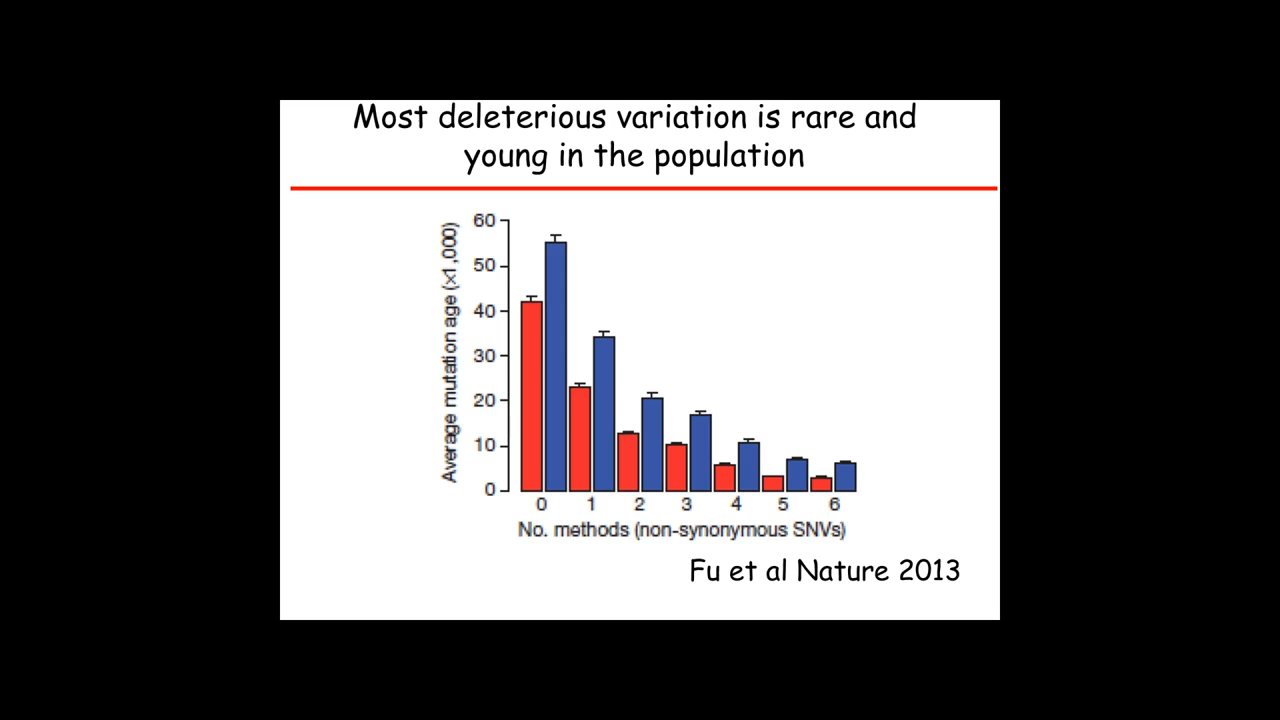 Most deleterious variation is rare and
young in the population
Average mutation age (×1,000)
60
50
40
30
20
10
0
0 1 2 3 4 5 6
No. methods (non-synonymous SNVs)
Fu et al Nature 2013